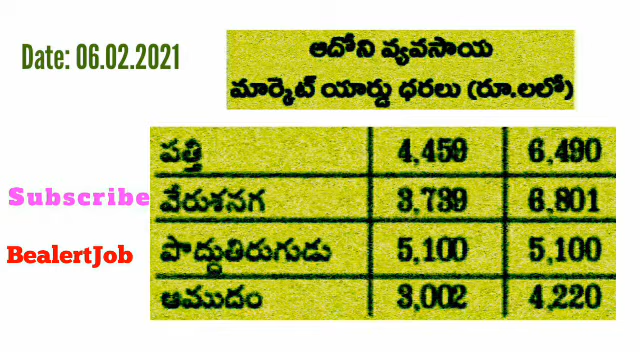 Date: 06.02.2021
ఆదోని వ్యవసాయ
మార్కెట్ యార్డు ధరలు (రూ.లలో)
పత్తి 4,459 6,490
Subscribe
వేరుశనగ 3,739 6,801
BealertJob
పొద్దుతిరుగుడు 5,100 5,100
ఆముదం 3,002 4,220